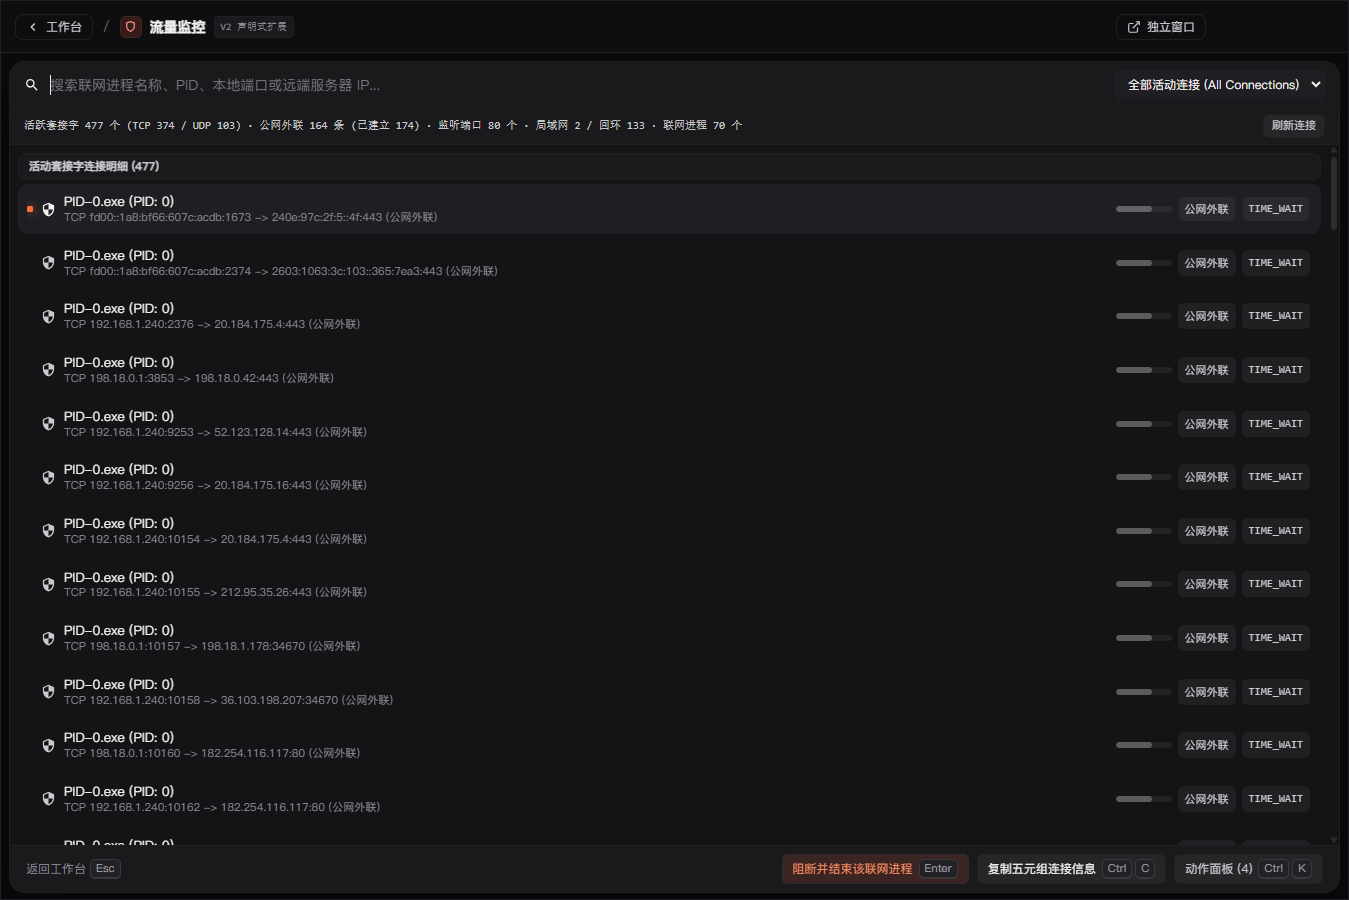 工作台 / 流量监控 V2 声明式扩展 独立窗口
搜索联网进程名称、PID、本地端口或远端服务器 IP... 全部活动连接 (All Connections)
活跃套接字 477 个 (TCP 374 / UDP 103) · 公网外联 164 条 (已建立 174) · 监听端口 80 个 · 局域网 2 / 回环 133 · 联网进程 70 个 刷新连接
活动套接字连接明细 (477)
PID-0.exe (PID: 0)
TCP fd00::1a8:bf66:607c:acdb:1673 -> 240e:97c:2f:5::4f:443 (公网外联) 公网外联 TIME_WAIT
PID-0.exe (PID: 0)
TCP fd00::1a8:bf66:607c:acdb:2374 -> 2603:1063:3c:103::365:7ea3:443 (公网外联) 公网外联 TIME_WAIT
PID-0.exe (PID: 0)
TCP 192.168.1.240:2376 -> 20.184.175.4:443 (公网外联) 公网外联 TIME_WAIT
PID-0.exe (PID: 0)
TCP 198.18.0.1:3853 -> 198.18.0.42:443 (公网外联) 公网外联 TIME_WAIT
PID-0.exe (PID: 0)
TCP 192.168.1.240:9253 -> 52.123.128.14:443 (公网外联) 公网外联 TIME_WAIT
PID-0.exe (PID: 0)
TCP 192.168.1.240:9256 -> 20.184.175.16:443 (公网外联) 公网外联 TIME_WAIT
PID-0.exe (PID: 0)
TCP 192.168.1.240:10154 -> 20.184.175.4:443 (公网外联) 公网外联 TIME_WAIT
PID-0.exe (PID: 0)
TCP 192.168.1.240:10155 -> 212.95.35.26:443 (公网外联) 公网外联 TIME_WAIT
PID-0.exe (PID: 0)
TCP 198.18.0.1:10157 -> 198.18.1.178:34670 (公网外联) 公网外联 TIME_WAIT
PID-0.exe (PID: 0)
TCP 192.168.1.240:10158 -> 36.103.198.207:34670 (公网外联) 公网外联 TIME_WAIT
PID-0.exe (PID: 0)
TCP 198.18.0.1:10160 -> 182.254.116.117:80 (公网外联) 公网外联 TIME_WAIT
PID-0.exe (PID: 0)
TCP 192.168.1.240:10162 -> 182.254.116.117:80 (公网外联) 公网外联 TIME_WAIT
PID-0.exe (PID: 0)
返回工作台 Esc 阻断并结束该联网进程 Enter 复制五元组连接信息 Ctrl C 动作面板 (4) Ctrl K